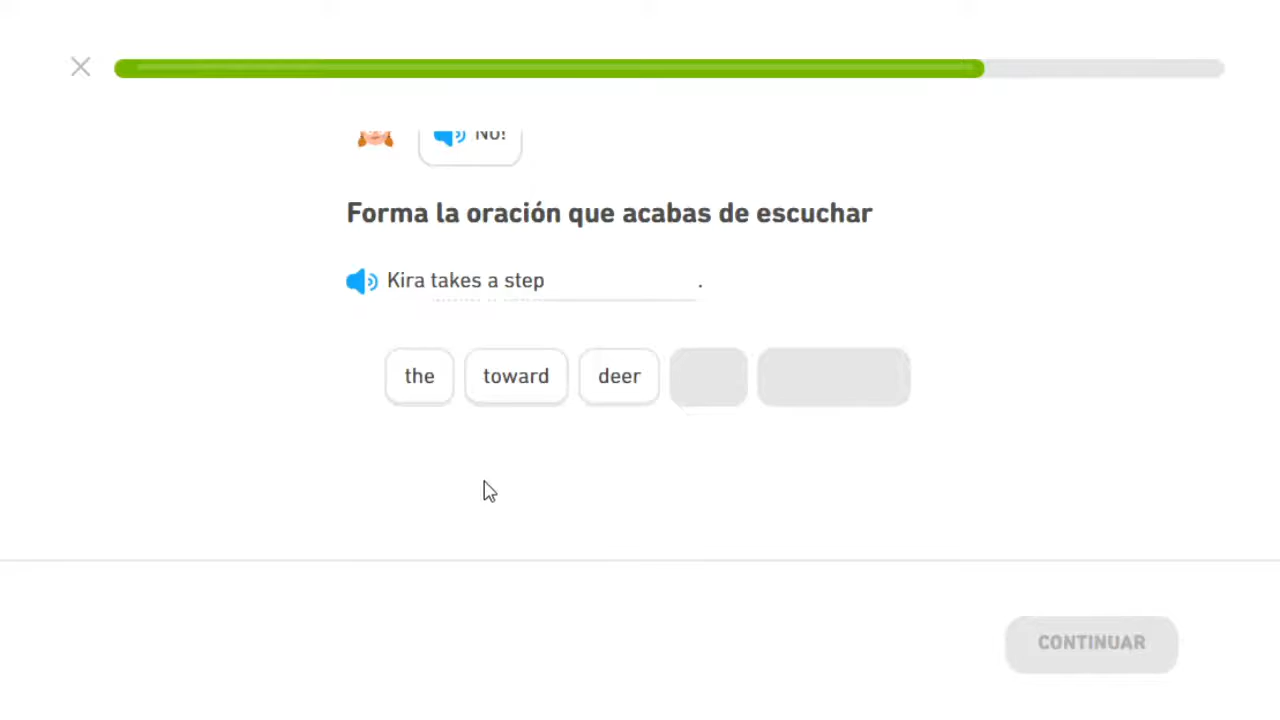 No!
Forma la oración que acabas de escuchar
Kira takes a step .
the toward deer
CONTINUAR